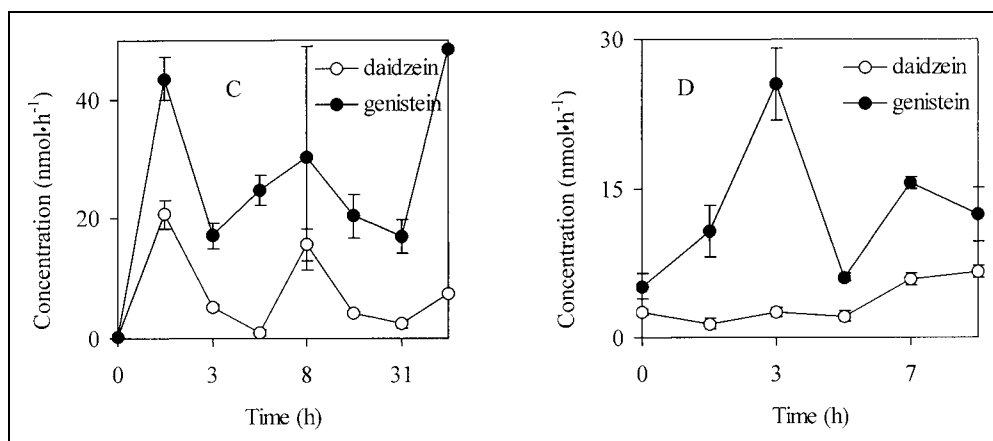 Concentration (nmol•h⁻¹)
40
20
0
C
daidzein
genistein
0 3 8 31
Time (h)
Concentration (nmol•h⁻¹)
30
15
0
D
daidzein
genistein
0 3 7
Time (h)